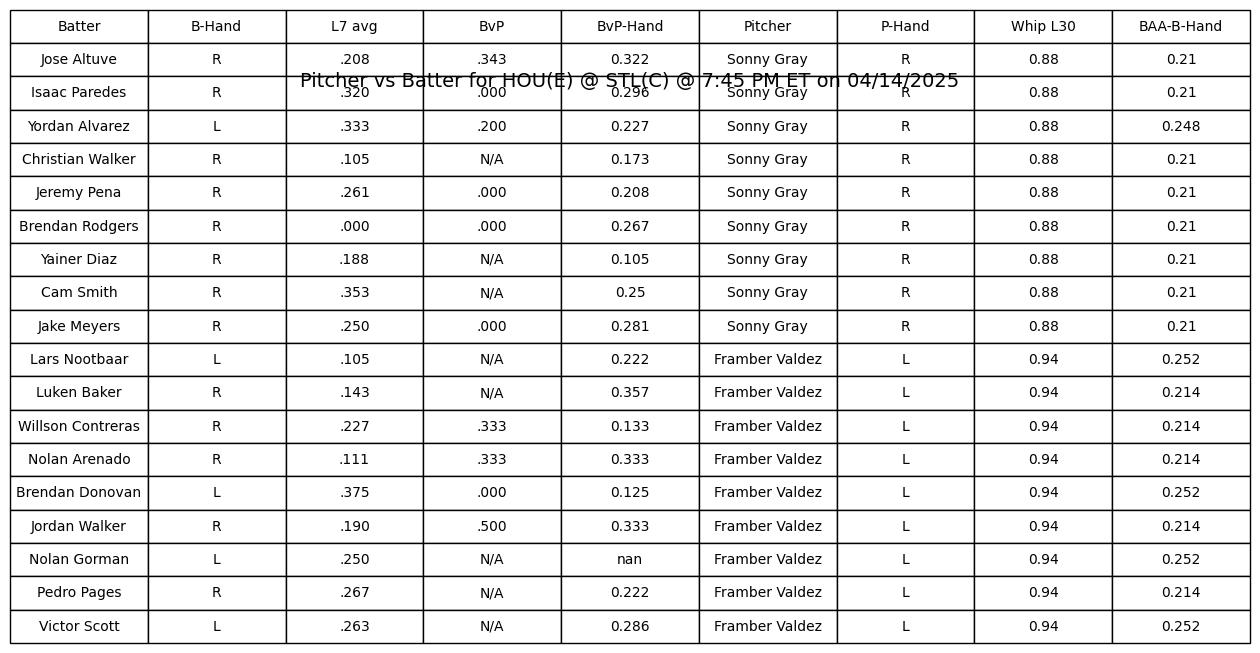 Batter B-Hand L7 avg BvP BvP-Hand Pitcher P-Hand Whip L30 BAA-B-Hand
Jose Altuve R .208 .343 0.322 Sonny Gray R 0.88 0.21
Pitcher vs Batter for HOU(E) @ STL(C) @ 7:45 PM ET on 04/14/2025
Isaac Paredes R .320 .000 0.296 Sonny Gray R 0.88 0.21
Yordan Alvarez L .333 .200 0.227 Sonny Gray R 0.88 0.248
Christian Walker R .105 N/A 0.173 Sonny Gray R 0.88 0.21
Jeremy Pena R .261 .000 0.208 Sonny Gray R 0.88 0.21
Brendan Rodgers R .000 .000 0.267 Sonny Gray R 0.88 0.21
Yainer Diaz R .188 N/A 0.105 Sonny Gray R 0.88 0.21
Cam Smith R .353 N/A 0.25 Sonny Gray R 0.88 0.21
Jake Meyers R .250 .000 0.281 Sonny Gray R 0.88 0.21
Lars Nootbaar L .105 N/A 0.222 Framber Valdez L 0.94 0.252
Luken Baker R .143 N/A 0.357 Framber Valdez L 0.94 0.214
Willson Contreras R .227 .333 0.133 Framber Valdez L 0.94 0.214
Nolan Arenado R .111 .333 0.333 Framber Valdez L 0.94 0.214
Brendan Donovan L .375 .000 0.125 Framber Valdez L 0.94 0.252
Jordan Walker R .190 .500 0.333 Framber Valdez L 0.94 0.214
Nolan Gorman L .250 N/A nan Framber Valdez L 0.94 0.252
Pedro Pages R .267 N/A 0.222 Framber Valdez L 0.94 0.214
Victor Scott L .263 N/A 0.286 Framber Valdez L 0.94 0.252